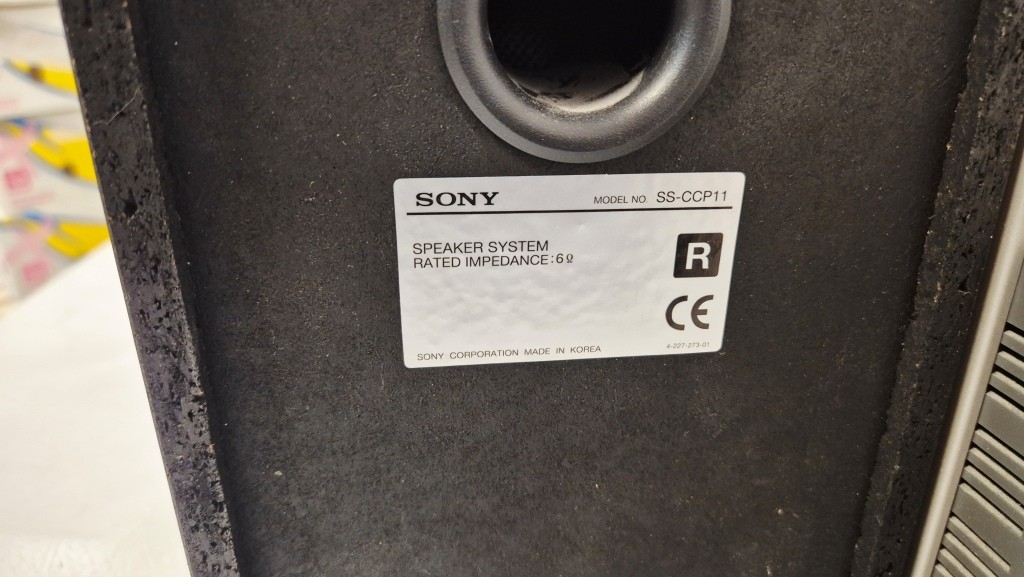 SONY MODEL NO. SS-CCP11
SPEAKER SYSTEM
RATED IMPEDANCE:6Ω
R
CE
SONY CORPORATION MADE IN KOREA 4-227-273-01